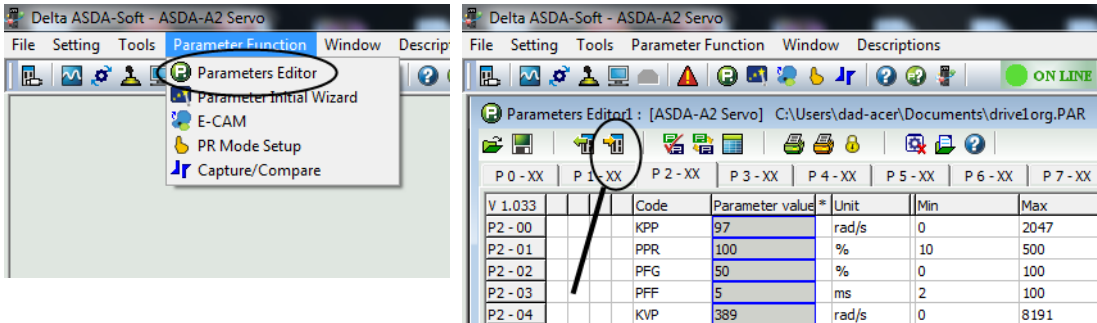 Delta ASDA-Soft - ASDA-A2 Servo
File Setting Tools Parameter Function Window Descrip
Parameters Editor
Parameter Initial Wizard
E-CAM
PR Mode Setup
Capture/Compare
Delta ASDA-Soft - ASDA-A2 Servo
File Setting Tools Parameter Function Window Descriptions
ON LINE
Parameters Editor1 : [ASDA-A2 Servo] C:\Users\dad-acer\Documents\drive1org.PAR
P 0 - XX P 1 - XX P 2 - XX P 3 - XX P 4 - XX P 5 - XX P 6 - XX P 7 - XX
V 1.033 Code Parameter value * Unit Min Max
P2 - 00 KPP 97 rad/s 0 2047
P2 - 01 PPR 100 % 10 500
P2 - 02 PFG 50 % 0 100
P2 - 03 PFF 5 ms 2 100
P2 - 04 KVP 389 rad/s 0 8191